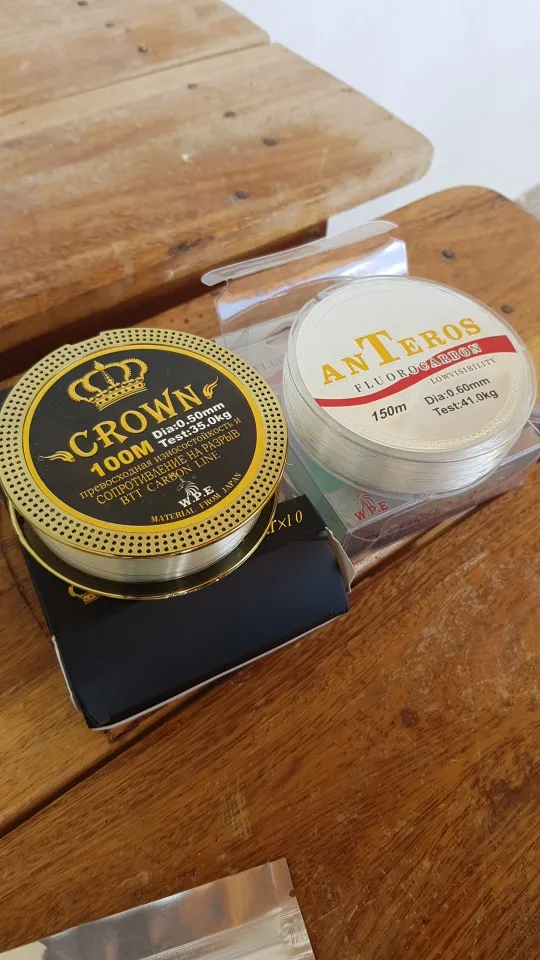 CROWN
100M
Dia:0.50mm
Test:35.0kg
превосходная износостойкость и
СОПРОТИВЛЕНИЕ НА РАЗРЫВ
BTT CARBON LINE
W.P.E
MATERIAL FROM JAPAN
×10
ANTEROS
FLUOROCARBON
LOWVISIBILITY
150m
Dia:0.60mm
Test:41.0kg
W.P.E